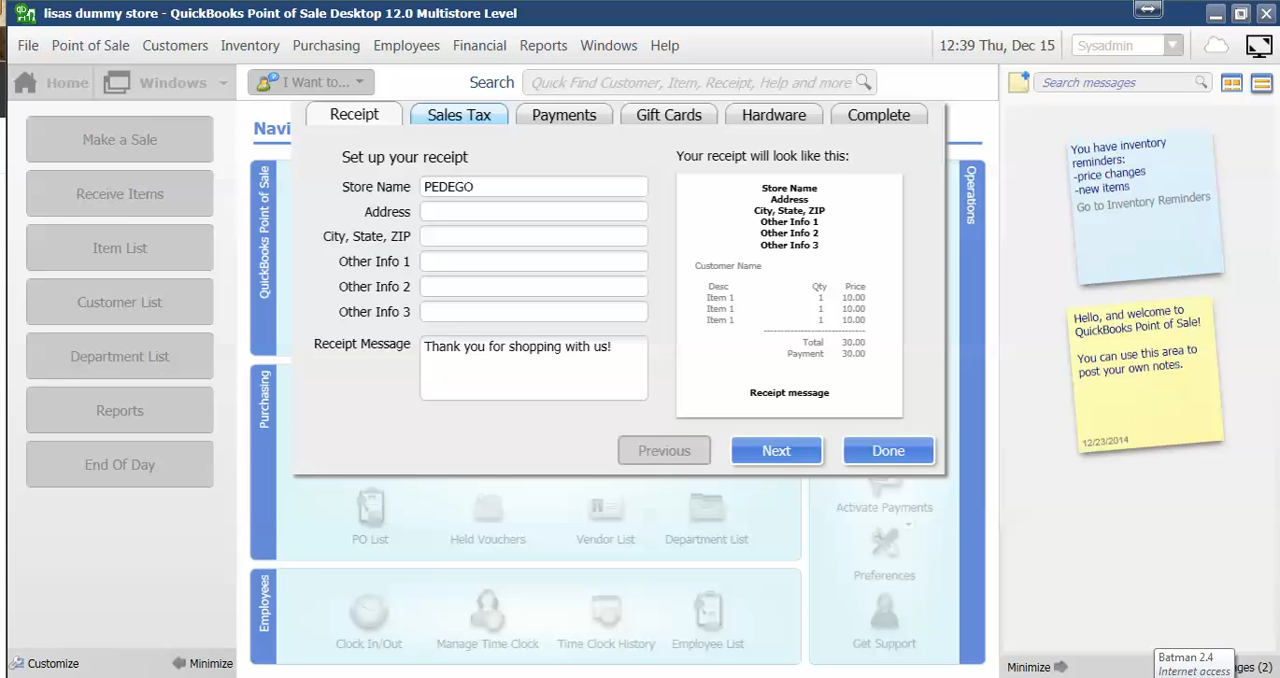 lisas dummy store - QuickBooks Point of Sale Desktop 12.0 Multistore Level
File Point of Sale Customers Inventory Purchasing Employees Financial Reports Windows Help
12:39 Thu, Dec 15
Sysadmin
Home Windows
I Want to...
Search
Quick Find Customer, Item, Receipt, Help and more
Search messages
Make a Sale
Receive Items
Item List
Customer List
Department List
Reports
End Of Day
Customize
Minimize
Navi
QuickBooks Point of Sale
Purchasing
Employees
Operations
Receipt Sales Tax Payments Gift Cards Hardware Complete
Set up your receipt
Store Name PEDEGO
Address
City, State, ZIP
Other Info 1
Other Info 2
Other Info 3
Receipt Message Thank you for shopping with us!
Your receipt will look like this:
Store Name
Address
City, State, ZIP
Other Info 1
Other Info 2
Other Info 3
Customer Name
Desc Qty Price
Item 1 1 10.00
Item 1 1 10.00
Item 1 1 10.00
Total 30.00
Payment 30.00
Receipt message
Previous Next Done
PO List Held Vouchers Vendor List Department List
Clock In/Out Manage Time Clock Time Clock History Employee List
Activate Payments
Preferences
Get Support
You have inventory
reminders:
-price changes
-new items
Go to Inventory Reminders
Hello, and welcome to
QuickBooks Point of Sale!
You can use this area to
post your own notes.
12/23/2014
Minimize
Batman 2.4
Internet access
ges (2)